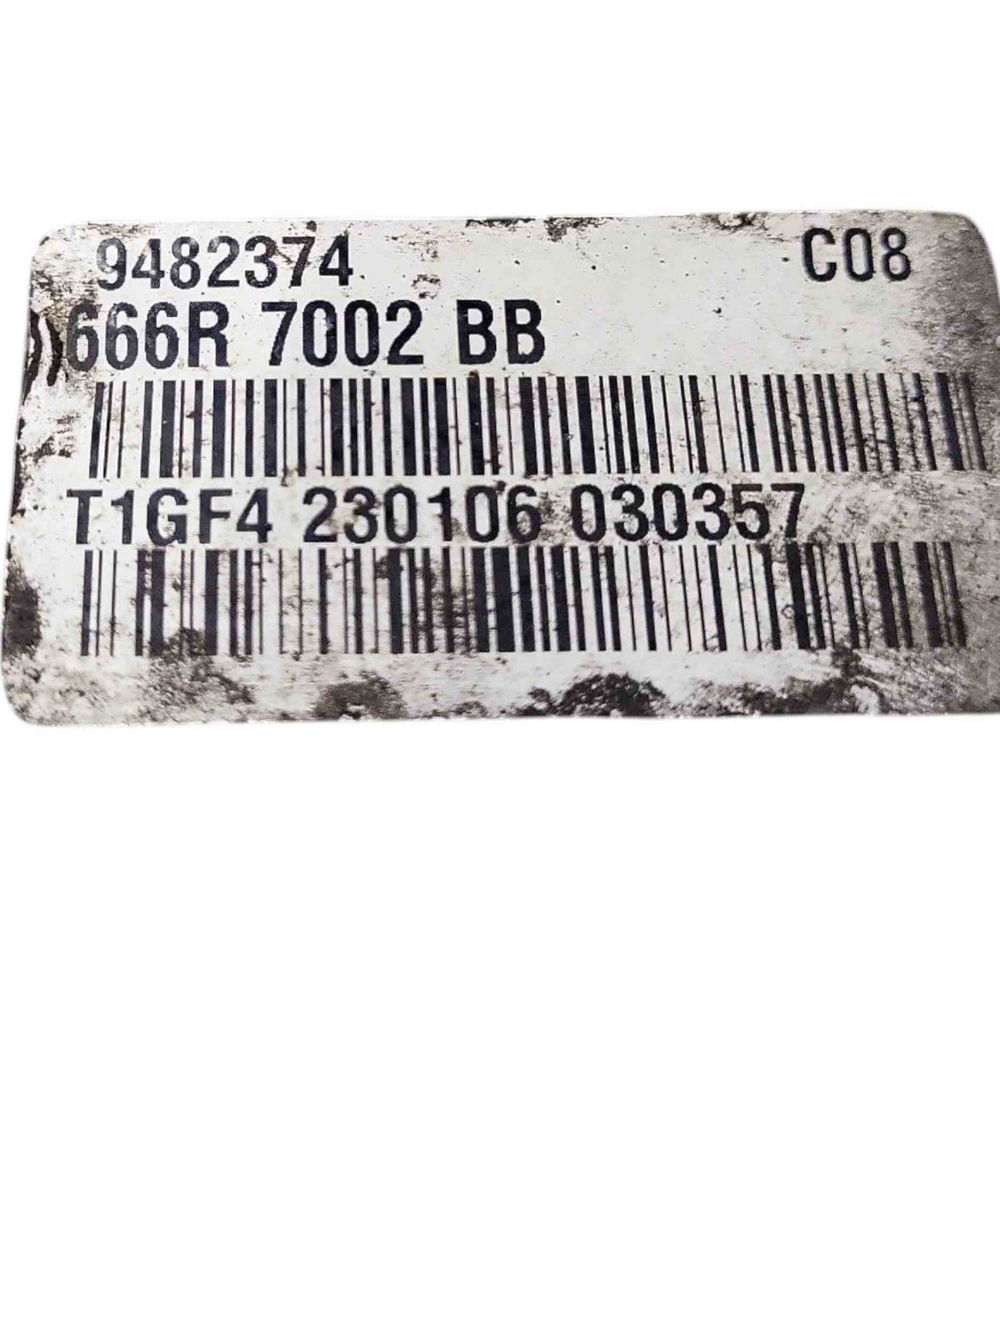 9482374 C08
666R 7002 BB
T1GF4 230106 030357